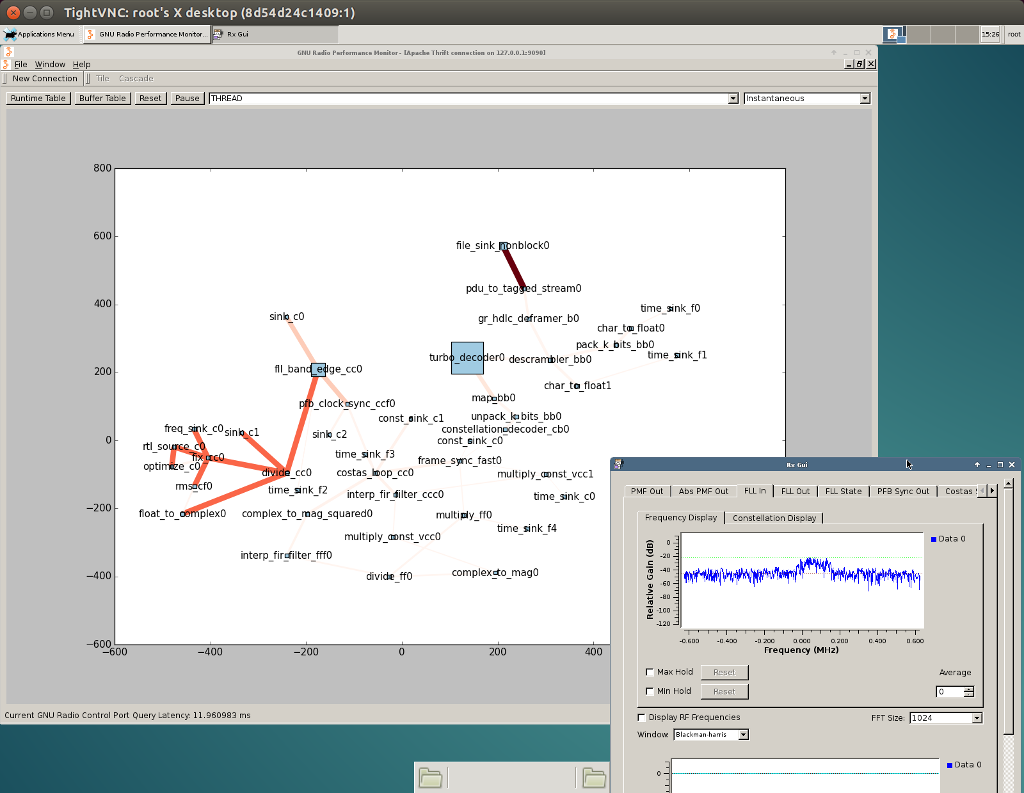 TightVNC: root's X desktop (8d54d24c1409:1)
Applications Menu
GNU Radio Performance Monitor...
Rx Gui
15:26
root
GNU Radio Performance Monitor - [Apache Thrift connection on 127.0.0.1:9090]
File Window Help
New Connection Tile Cascade
Runtime Table Buffer Table Reset Pause THREAD Instantaneous
800
600
400
200
0
−200
−400
−600
−600 −400 −200 0 200 400
file_sink_nonblock0
pdu_to_tagged_stream0
time_sink_f0
sink_c0
gr_hdlc_deframer_b0
char_to_float0
pack_k_bits_bb0
time_sink_f1
turbo_decoder0
descrambler_bb0
fll_band_edge_cc0
char_to_float1
map_bb0
pfb_clock_sync_ccf0
const_sink_c1
unpack_k_bits_bb0
freq_sink_c0
sink_c1
sink_c2
constellation_decoder_cb0
const_sink_c0
rtl_source_c0
fix_cc0
time_sink_f3
frame_sync_fast0
optimize_c0
divide_cc0
costas_loop_cc0
multiply_const_vcc1
rms_cf0
time_sink_f2
interp_fir_filter_ccc0
time_sink_c0
float_to_complex0
complex_to_mag_squared0
multiply_ff0
time_sink_f4
multiply_const_vcc0
interp_fir_filter_fff0
divide_ff0
complex_to_mag0
Current GNU Radio Control Port Query Latency: 11.960983 ms
Rx Gui
PMF Out Abs PMF Out FLL In FLL Out FLL State PFB Sync Out Costas
Frequency Display Constellation Display
Data 0
Relative Gain (dB)
0
-20
-40
-60
-80
-100
-120
-0.600 -0.400 -0.200 0.000 0.200 0.400 0.600
Frequency (MHz)
Max Hold Reset Average
Min Hold Reset 0
Display RF Frequencies FFT Size: 1024
Window: Blackman-harris
Data 0
0